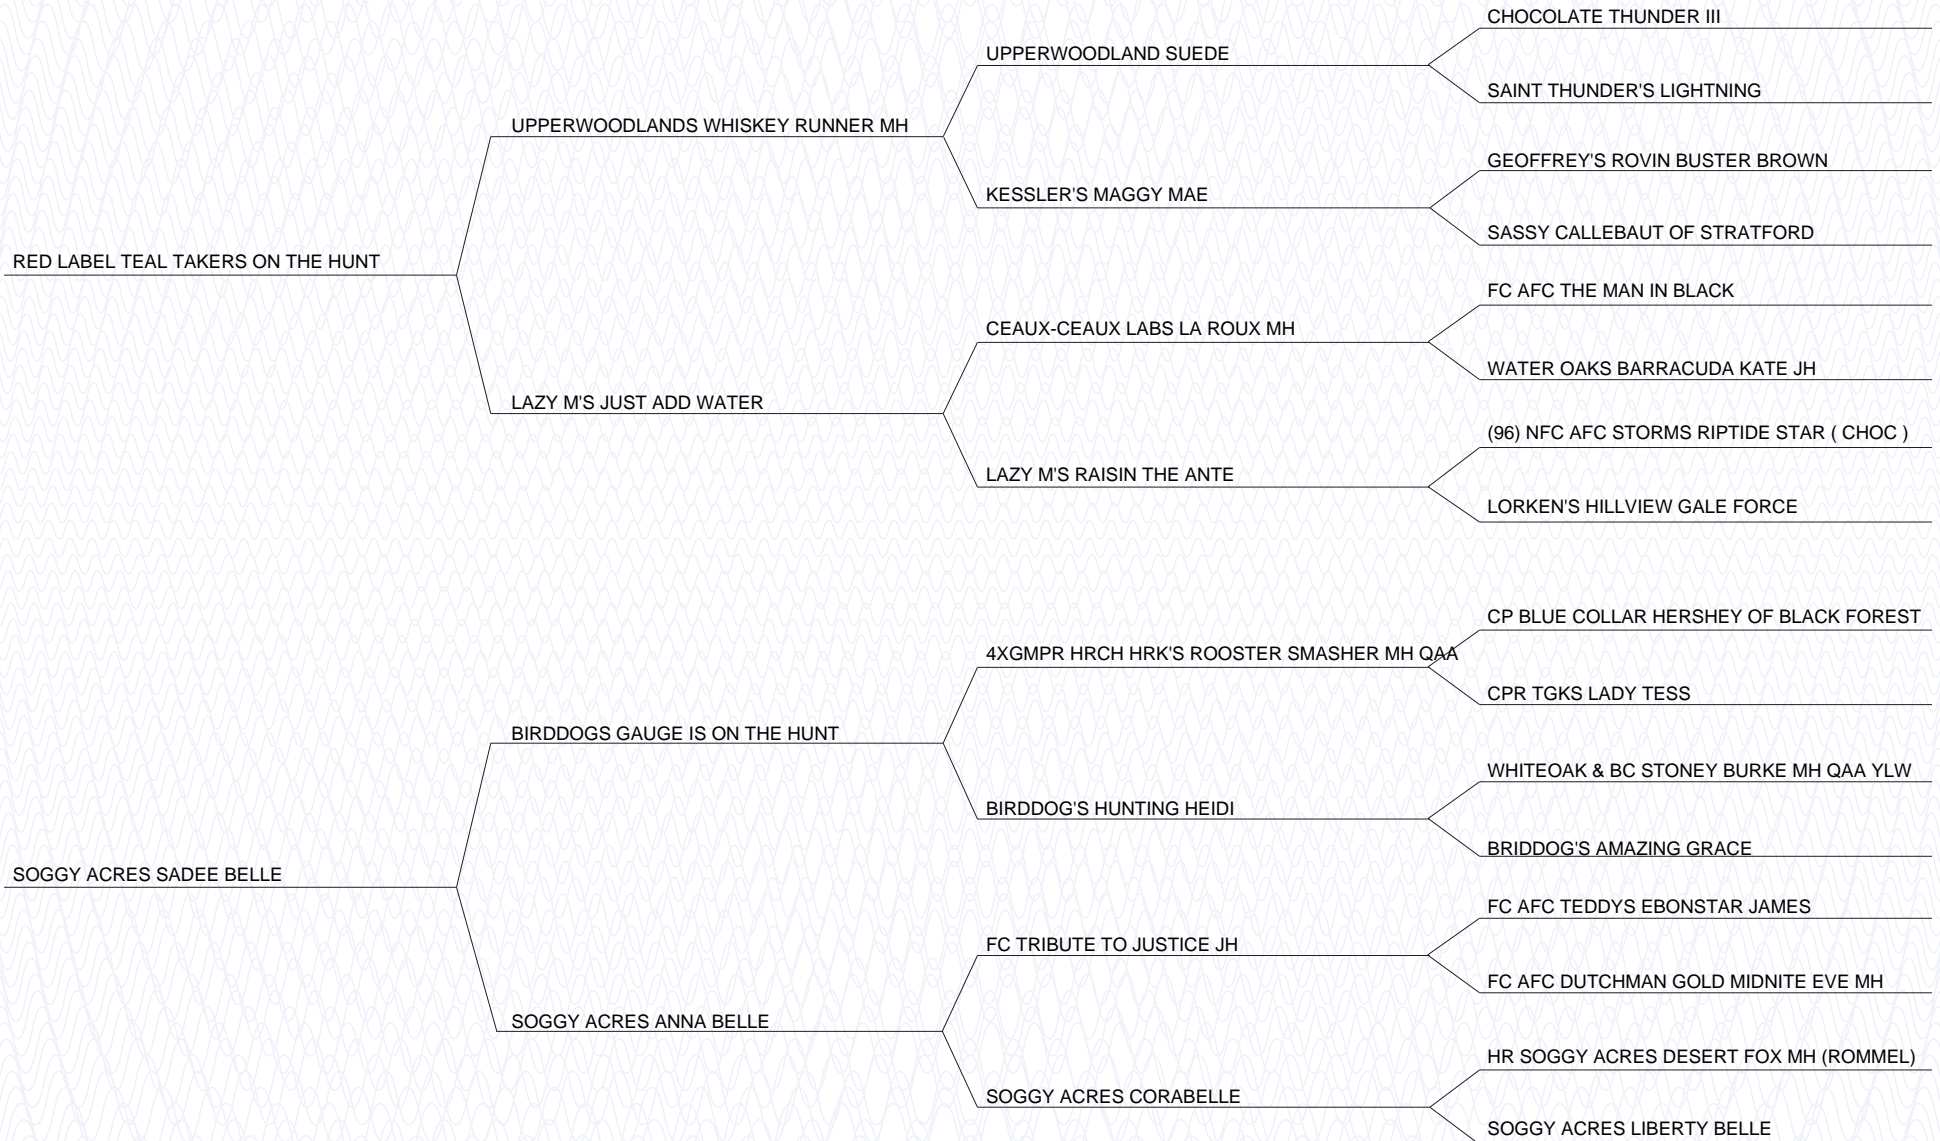 CHOCOLATE THUNDER III
UPPERWOODLAND SUEDE
SAINT THUNDER'S LIGHTNING
UPPERWOODLANDS WHISKEY RUNNER MH
GEOFFREY'S ROVIN BUSTER BROWN
KESSLER'S MAGGY MAE
SASSY CALLEBAUT OF STRATFORD
RED LABEL TEAL TAKERS ON THE HUNT
FC AFC THE MAN IN BLACK
CEAUX-CEAUX LABS LA ROUX MH
WATER OAKS BARRACUDA KATE JH
LAZY M'S JUST ADD WATER
(96) NFC AFC STORMS RIPTIDE STAR ( CHOC )
LAZY M'S RAISIN THE ANTE
LORKEN'S HILLVIEW GALE FORCE
CP BLUE COLLAR HERSHEY OF BLACK FOREST
4XGMPR HRCH HRK'S ROOSTER SMASHER MH QAA
CPR TGKS LADY TESS
BIRDDOGS GAUGE IS ON THE HUNT
WHITEOAK & BC STONEY BURKE MH QAA YLW
BIRDDOG'S HUNTING HEIDI
BRIDDOG'S AMAZING GRACE
SOGGY ACRES SADEE BELLE
FC AFC TEDDYS EBONSTAR JAMES
FC TRIBUTE TO JUSTICE JH
FC AFC DUTCHMAN GOLD MIDNITE EVE MH
SOGGY ACRES ANNA BELLE
HR SOGGY ACRES DESERT FOX MH (ROMMEL)
SOGGY ACRES CORABELLE
SOGGY ACRES LIBERTY BELLE